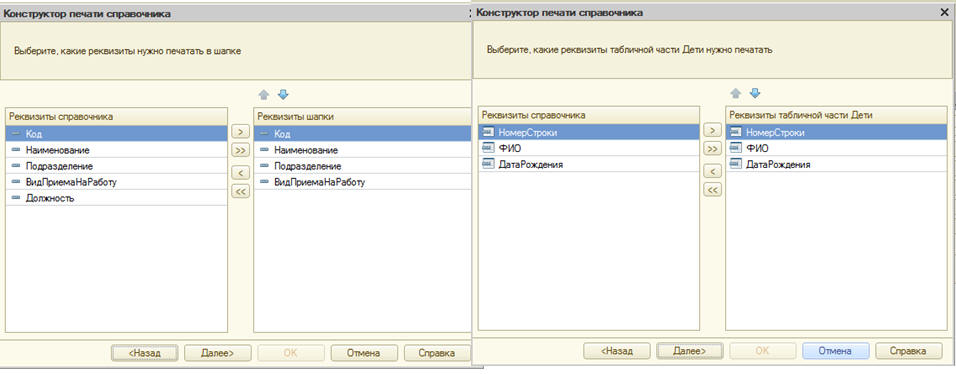 Конструктор печати справочника
Выберите, какие реквизиты нужно печатать в шапке
Реквизиты справочника
Код
Наименование
Подразделение
ВидПриемаНаРаботу
Должность
>
>>
<
<<
Реквизиты шапки
Код
Наименование
Подразделение
ВидПриемаНаРаботу
<Назад
Далее>
OK
Отмена
Справка
Конструктор печати справочника
Выберите, какие реквизиты табличной части Дети нужно печатать
Реквизиты справочника
НомерСтроки
ФИО
ДатаРождения
>
>>
<
<<
Реквизиты табличной части Дети
НомерСтроки
ФИО
ДатаРождения
<Назад
Далее>
OK
Отмена
Справка